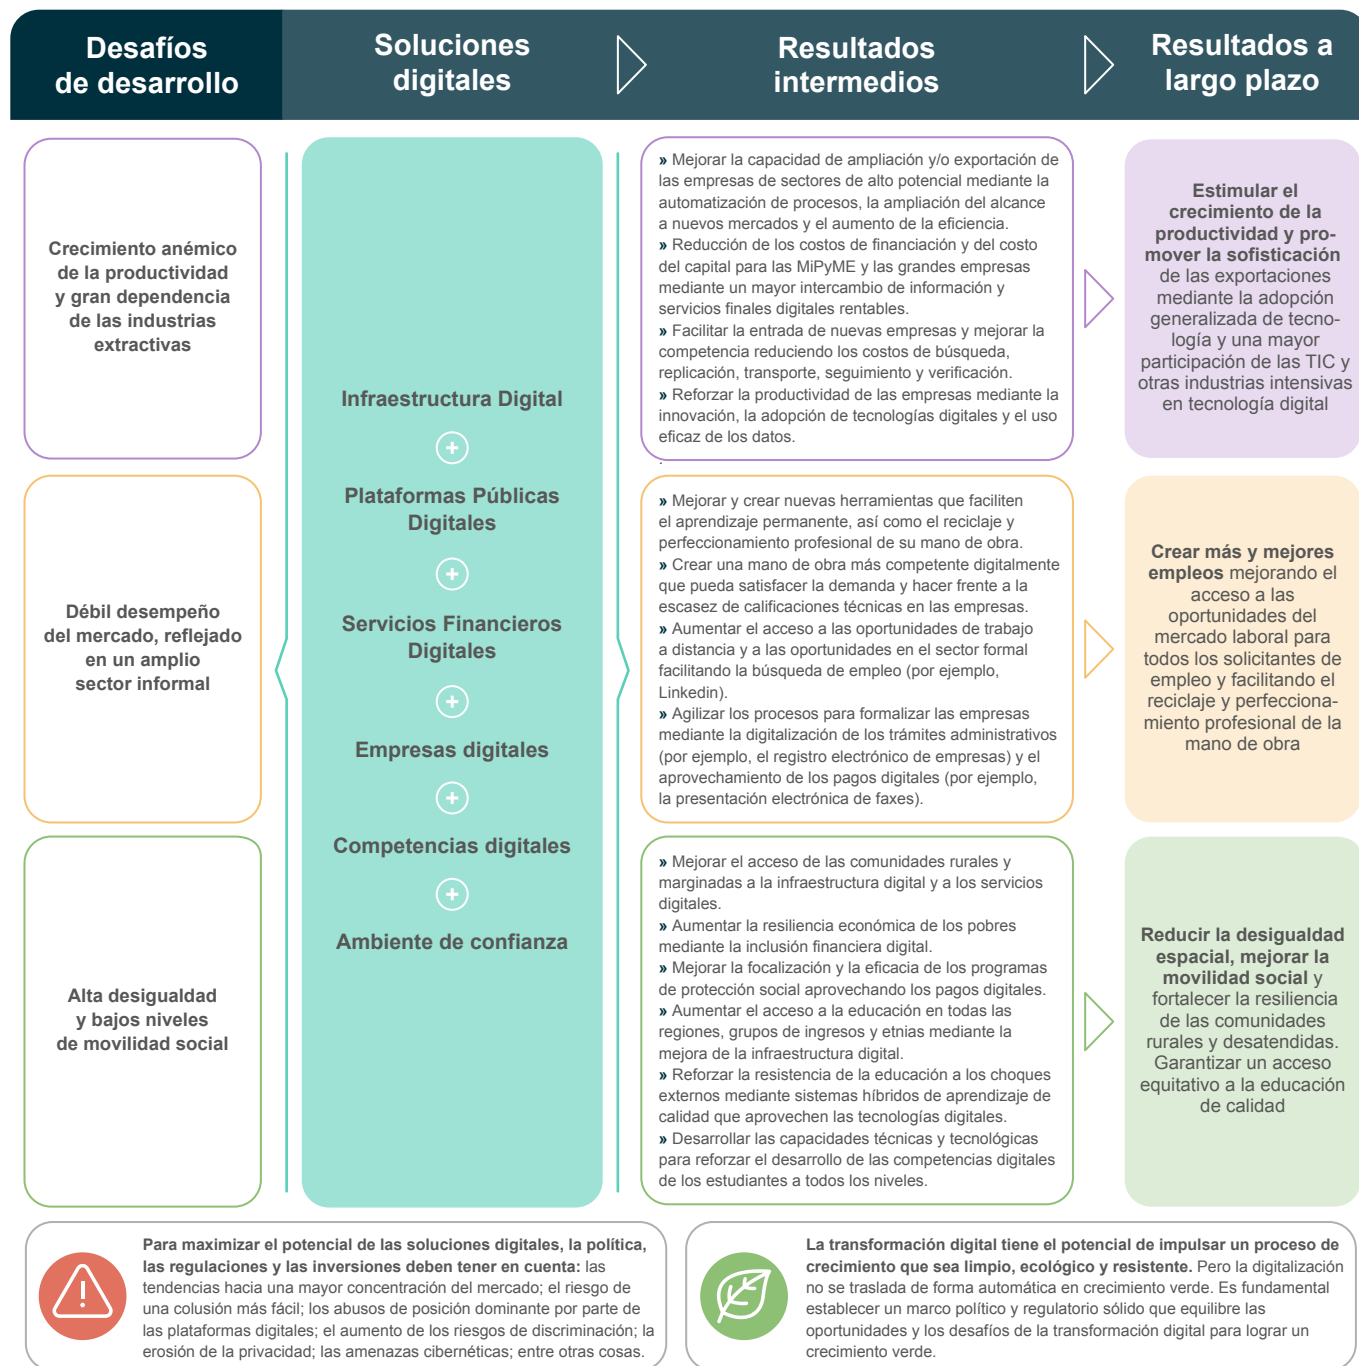 Desafíos
de desarrollo
Soluciones
digitales
Resultados
intermedios
Resultados a
largo plazo
Crecimiento anémico
de la productividad
y gran dependencia
de las industrias
extractivas
Débil desempeño
del mercado, reflejado
en un amplio
sector informal
Alta desigualdad
y bajos niveles
de movilidad social
Infraestructura Digital
+
Plataformas Públicas
Digitales
+
Servicios Financieros
Digitales
+
Empresas digitales
+
Competencias digitales
+
Ambiente de confianza
» Mejorar la capacidad de ampliación y/o exportación de
las empresas de sectores de alto potencial mediante la
automatización de procesos, la ampliación del alcance
a nuevos mercados y el aumento de la eficiencia.
» Reducción de los costos de financiación y del costo
del capital para las MiPyME y las grandes empresas
mediante un mayor intercambio de información y
servicios finales digitales rentables.
» Facilitar la entrada de nuevas empresas y mejorar la
competencia reduciendo los costos de búsqueda,
replicación, transporte, seguimiento y verificación.
» Reforzar la productividad de las empresas mediante la
innovación, la adopción de tecnologías digitales y el uso
eficaz de los datos.
.
» Mejorar y crear nuevas herramientas que faciliten
el aprendizaje permanente, así como el reciclaje y
perfeccionamiento profesional de su mano de obra.
» Crear una mano de obra más competente digitalmente
que pueda satisfacer la demanda y hacer frente a la
escasez de calificaciones técnicas en las empresas.
» Aumentar el acceso a las oportunidades de trabajo
a distancia y a las oportunidades en el sector formal
facilitando la búsqueda de empleo (por ejemplo,
Linkedin).
» Agilizar los procesos para formalizar las empresas
mediante la digitalización de los trámites administrativos
(por ejemplo, el registro electrónico de empresas) y el
aprovechamiento de los pagos digitales (por ejemplo,
la presentación electrónica de faxes).
» Mejorar el acceso de las comunidades rurales y
marginadas a la infraestructura digital y a los servicios
digitales.
» Aumentar la resiliencia económica de los pobres
mediante la inclusión financiera digital.
» Mejorar la focalización y la eficacia de los programas
de protección social aprovechando los pagos digitales.
» Aumentar el acceso a la educación en todas las
regiones, grupos de ingresos y etnias mediante la
mejora de la infraestructura digital.
» Reforzar la resistencia de la educación a los choques
externos mediante sistemas híbridos de aprendizaje de
calidad que aprovechen las tecnologías digitales.
» Desarrollar las capacidades técnicas y tecnológicas
para reforzar el desarrollo de las competencias digitales
de los estudiantes a todos los niveles.
Estimular el
crecimiento de la
productividad y pro-
mover la sofisticación
de las exportaciones
mediante la adopción
generalizada de tecno-
logía y una mayor
participación de las TIC y
otras industrias intensivas
en tecnología digital
Crear más y mejores
empleos mejorando el
acceso a las
oportunidades del
mercado laboral para
todos los solicitantes de
empleo y facilitando el
reciclaje y perfecciona-
miento profesional de la
mano de obra
Reducir la desigualdad
espacial, mejorar la
movilidad social y
fortalecer la resiliencia
de las comunidades
rurales y desatendidas.
Garantizar un acceso
equitativo a la educación
de calidad
Para maximizar el potencial de las soluciones digitales, la política,
las regulaciones y las inversiones deben tener en cuenta: las
tendencias hacia una mayor concentración del mercado; el riesgo de
una colusión más fácil; los abusos de posición dominante por parte de
las plataformas digitales; el aumento de los riesgos de discriminación; la
erosión de la privacidad; las amenazas cibernéticas; entre otras cosas.
La transformación digital tiene el potencial de impulsar un proceso de
crecimiento que sea limpio, ecológico y resistente. Pero la digitalización
no se traslada de forma automática en crecimiento verde. Es fundamental
establecer un marco político y regulatorio sólido que equilibre las
oportunidades y los desafíos de la transformación digital para lograr un
crecimiento verde.